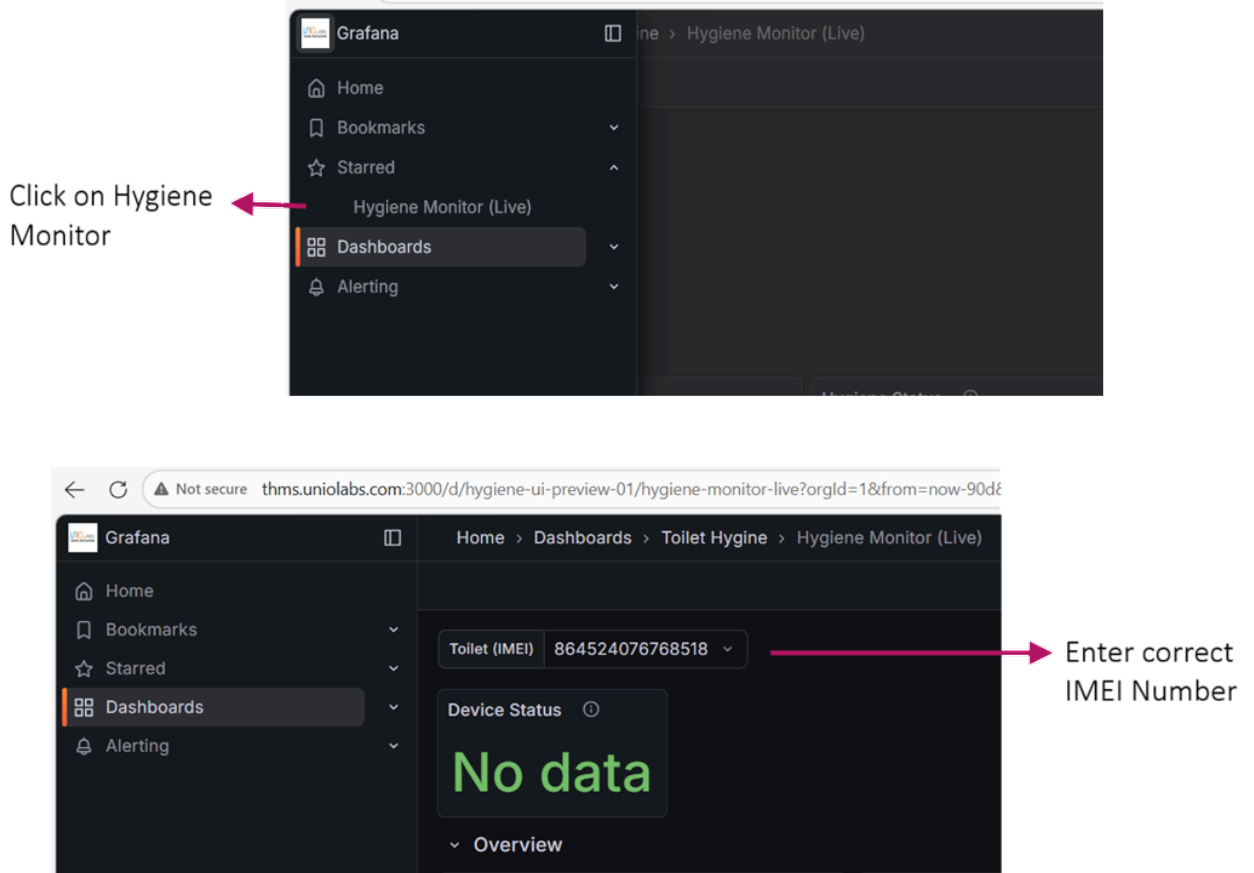 Grafana
ine › Hygiene Monitor (Live)
Home
Bookmarks
Starred
Click on Hygiene
Monitor
Hygiene Monitor (Live)
Dashboards
Alerting
Hygiene Status
Not secure thms.uniolabs.com:3000/d/hygiene-ui-preview-01/hygiene-monitor-live?orgId=1&from=now-90d&
Grafana
Home › Dashboards › Toilet Hygine › Hygiene Monitor (Live)
Home
Bookmarks
Starred
Dashboards
Alerting
Toilet (IMEI) 864524076768518
Enter correct
IMEI Number
Device Status
No data
Overview